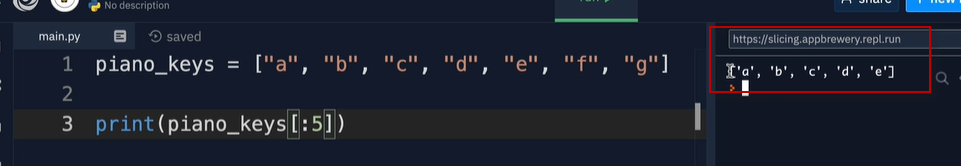 No description
share
main.py
saved
1 piano_keys = ["a", "b", "c", "d", "e", "f", "g"]
2
3 print(piano_keys[:5])
https://slicing.appbrewery.repl.run
['a', 'b', 'c', 'd', 'e']